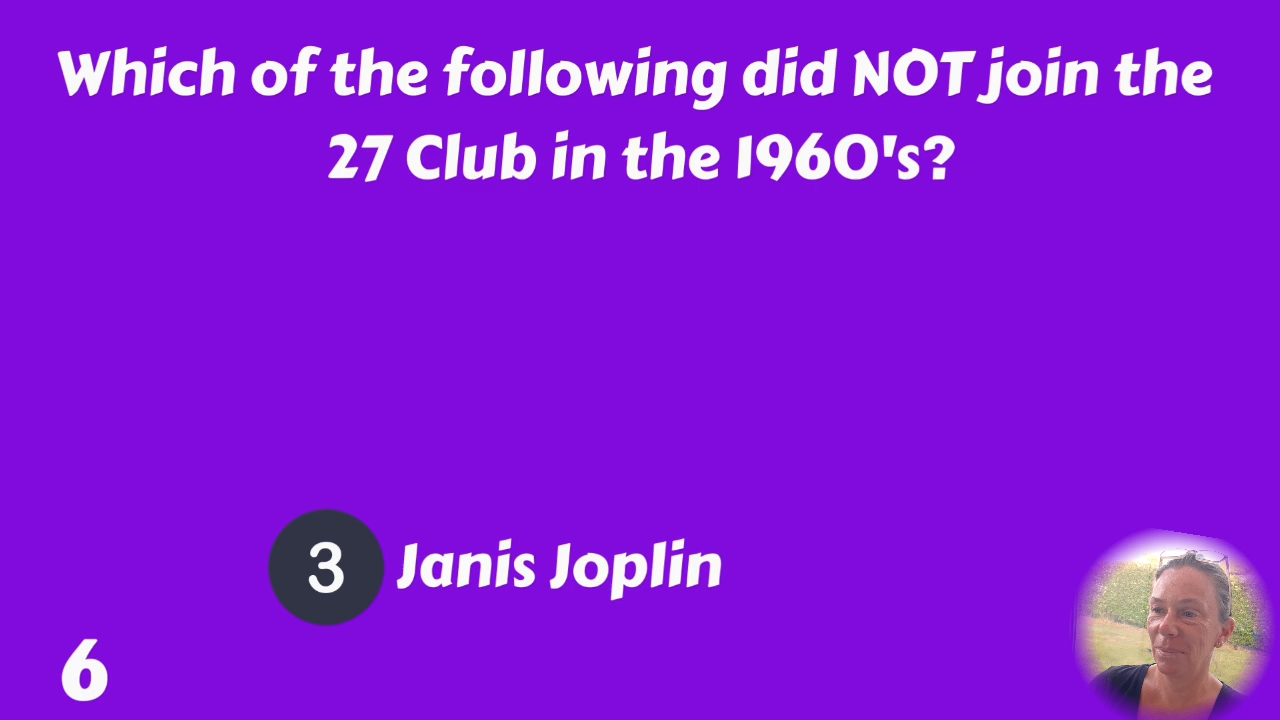 Which of the following did NOT join the
27 Club in the 1960's?
3 Janis Joplin
6